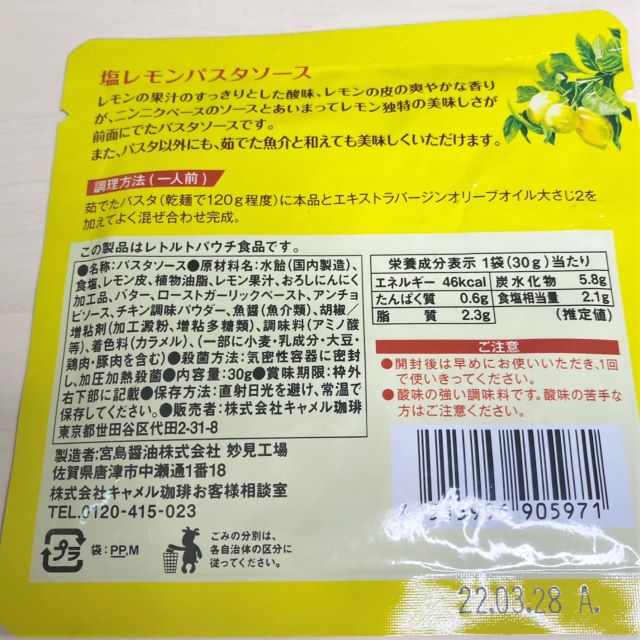 塩レモンパスタソース
レモンの果汁のすっきりとした酸味、レモンの皮の爽やかな香り
が、ニンニクベースのソースとあいまってレモン独特の美味しさが
前面にでたパスタソースです。
また、パスタ以外にも、茹でた魚介と和えても美味しくいただけます。
調理方法(一人前)
茹でたパスタ(乾麺で120g程度)に本品とエキストラバージンオリーブオイル大さじ2を
加えてよく混ぜ合わせ完成。
この製品はレトルトパウチ食品です。
●名称:パスタソース●原材料名:水飴(国内製造)、
食塩、レモン皮、植物油脂、レモン果汁、おろしにんにく
加工品、バター、ローストガーリックペースト、アンチョ
ビソース、チキン調味パウダー、魚醤(魚介類)、胡椒/
増粘剤(加工澱粉、増粘多糖類)、調味料(アミノ酸
等)、着色料(カラメル)、(一部に小麦・乳成分・大豆・
鶏肉・豚肉を含む)●殺菌方法:気密性容器に密封
し、加圧加熱殺菌●内容量:30g●賞味期限:枠外
右下部に記載●保存方法:直射日光を避け、常温で
保存してください。●販売者:株式会社キャメル珈琲
東京都世田谷区代田2-31-8
製造者:宮島醤油株式会社 妙見工場
佐賀県唐津市中瀬通1番18
株式会社キャメル珈琲お客様相談室
TEL.0120-415-023
プラ
袋:PP,M
ごみの分別は、
各自治体の区分に
従ってください。
栄養成分表示 1袋(30g)当たり
エネルギー 46kcal 炭水化物 5.8g
たんぱく質 0.6g 食塩相当量 2.1g
脂質 2.3g (推定値)
ご注意
●開封後は早めにお使いいただき、1回
で使いきってください。
●酸味の強い調味料です。酸味の苦手な
方はご注意ください。
905971
22.03.28 A.